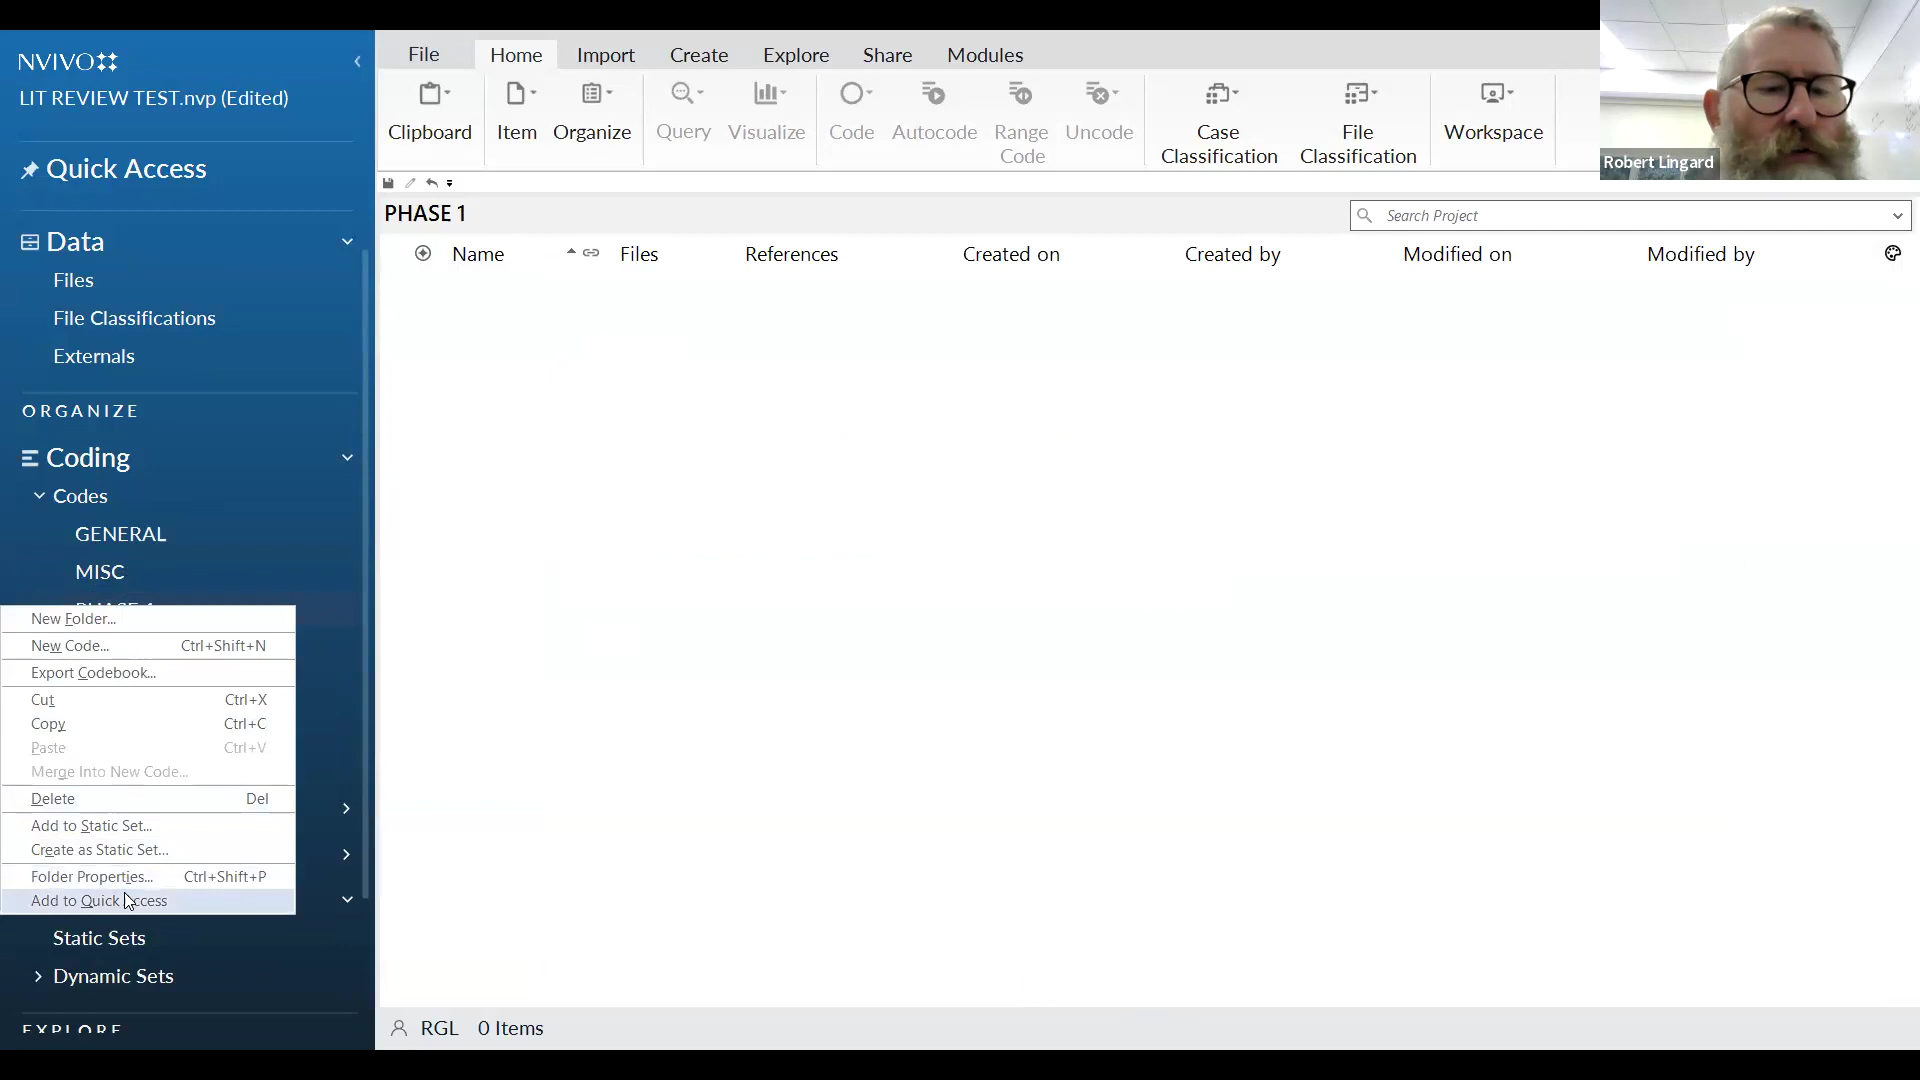 NVIVO
LIT REVIEW TEST.nvp (Edited)
Quick Access
Data
Files
File Classifications
Externals
ORGANIZE
Coding
Codes
GENERAL
MISC
PHASE 1
New Folder...
New Code... Ctrl+Shift+N
Export Codebook...
Cut Ctrl+X
Copy Ctrl+C
Paste Ctrl+V
Merge Into New Code...
Delete Del
Add to Static Set...
Create as Static Set...
Folder Properties... Ctrl+Shift+P
Add to Quick Access
Static Sets
Dynamic Sets
EXPLORE
File Home Import Create Explore Share Modules
Clipboard Item Organize Query Visualize Code Autocode Range Code Uncode Case Classification File Classification Workspace
Robert Lingard
PHASE 1
Search Project
Name Files References Created on Created by Modified on Modified by
RGL 0 Items